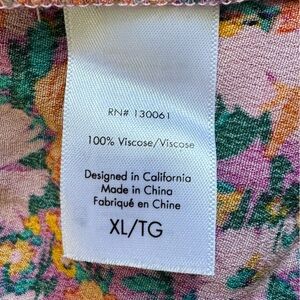 RN# 130061
100% Viscose/Viscose
Designed in California
Made in China
Fabriqué en Chine
XL/TG